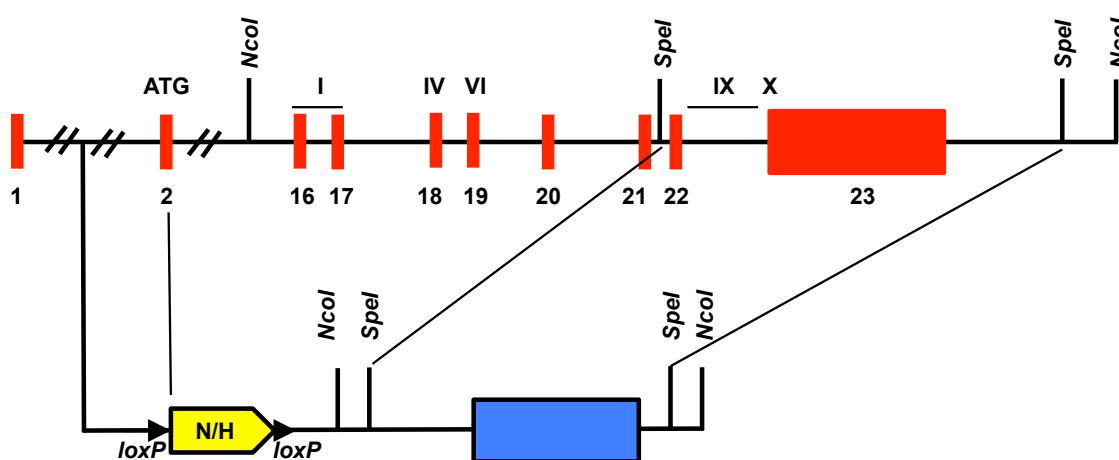 NcoI
SpeI
SpeI
NcoI
ATG
I
IV
VI
IX
X
1
2
16
17
18
19
20
21
22
23
NcoI
SpeI
SpeI
NcoI
loxP
N/H
loxP